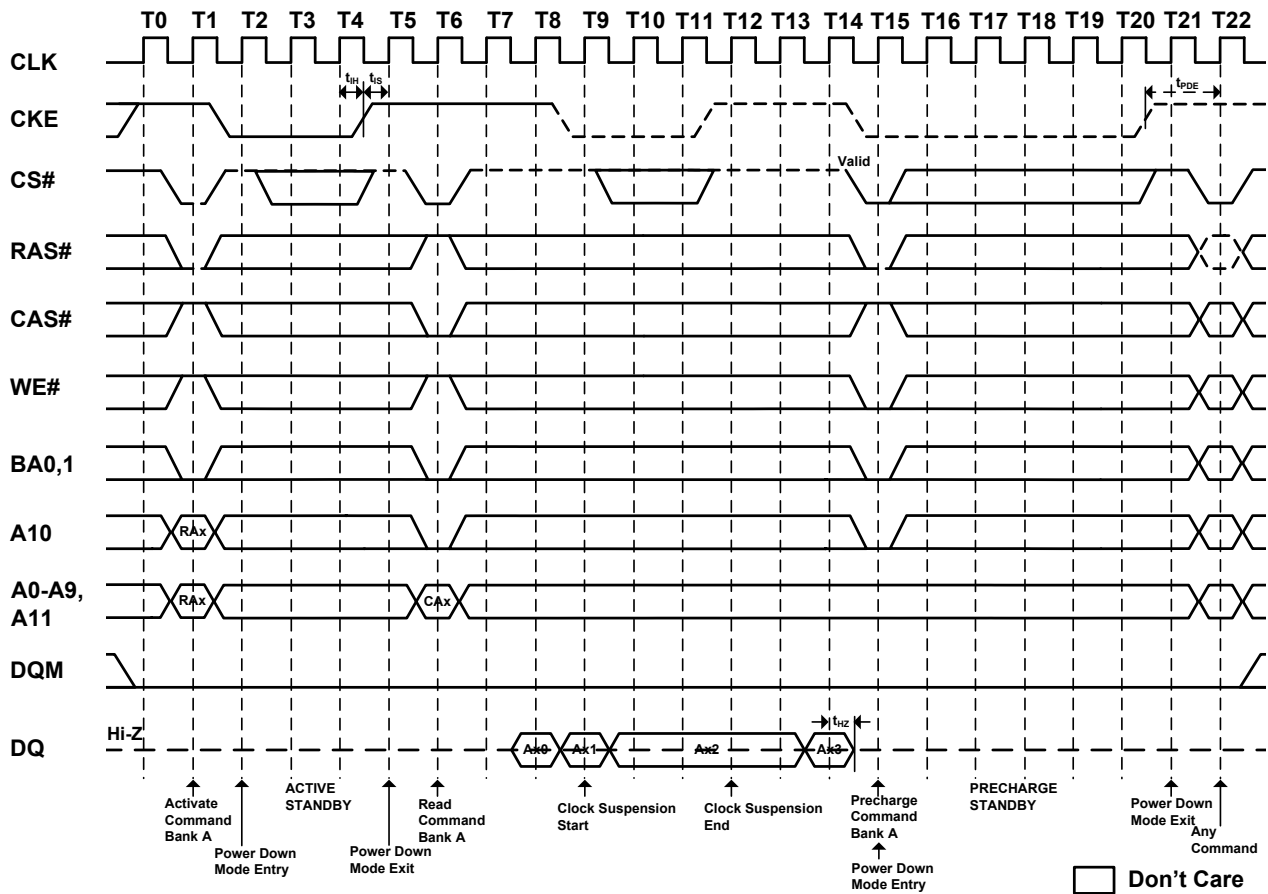 T0 T1 T2 T3 T4 T5 T6 T7 T8 T9 T10 T11 T12 T13 T14 T15 T16 T17 T18 T19 T20 T21 T22
CLK
tIH tIS
tPDE
CKE
Valid
CS#
RAS#
CAS#
WE#
BA0,1
A10
RAx
A0-A9,
A11
RAx
CAx
DQM
Hi-Z
tHZ
DQ
Ax0 Ax1 Ax2 Ax3
Activate
Command
Bank A
Power Down
Mode Entry
ACTIVE
STANDBY
Power Down
Mode Exit
Read
Command
Bank A
Clock Suspension
Start
Clock Suspension
End
Precharge
Command
Bank A
Power Down
Mode Entry
PRECHARGE
STANDBY
Power Down
Mode Exit
Any
Command
Don't Care